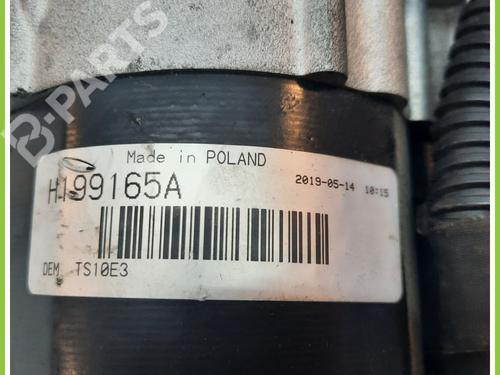 B-PARTS
Made in POLAND
2019-05-14 10:15
H199165A
DEM TS10E3